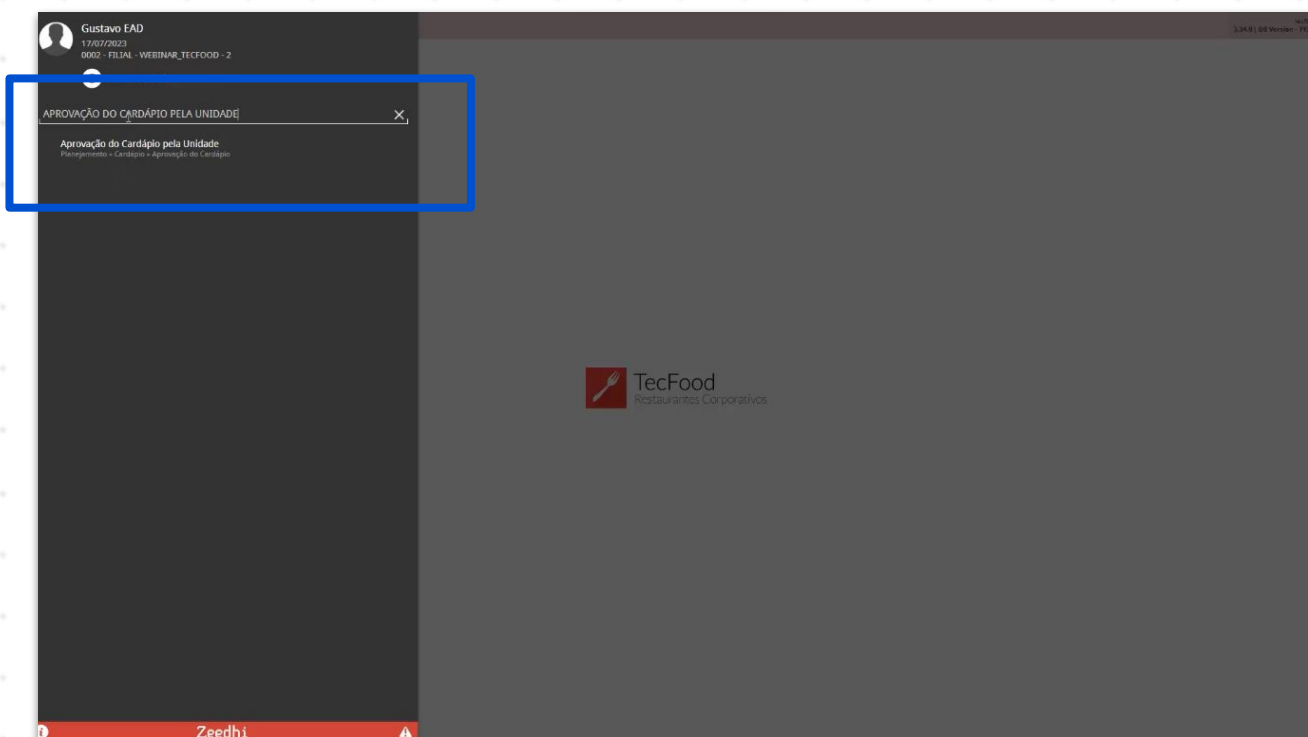 Gustavo EAD
17/07/2023
0002 - FILIAL - WEBINAR_TECFOOD - 2
APROVAÇÃO DO CARDÁPIO PELA UNIDADE
Aprovação do Cardápio pela Unidade
Planejamento » Cardápio » Aprovação do Cardápio
TecFood
Restaurantes Corporativos
Zeedhi